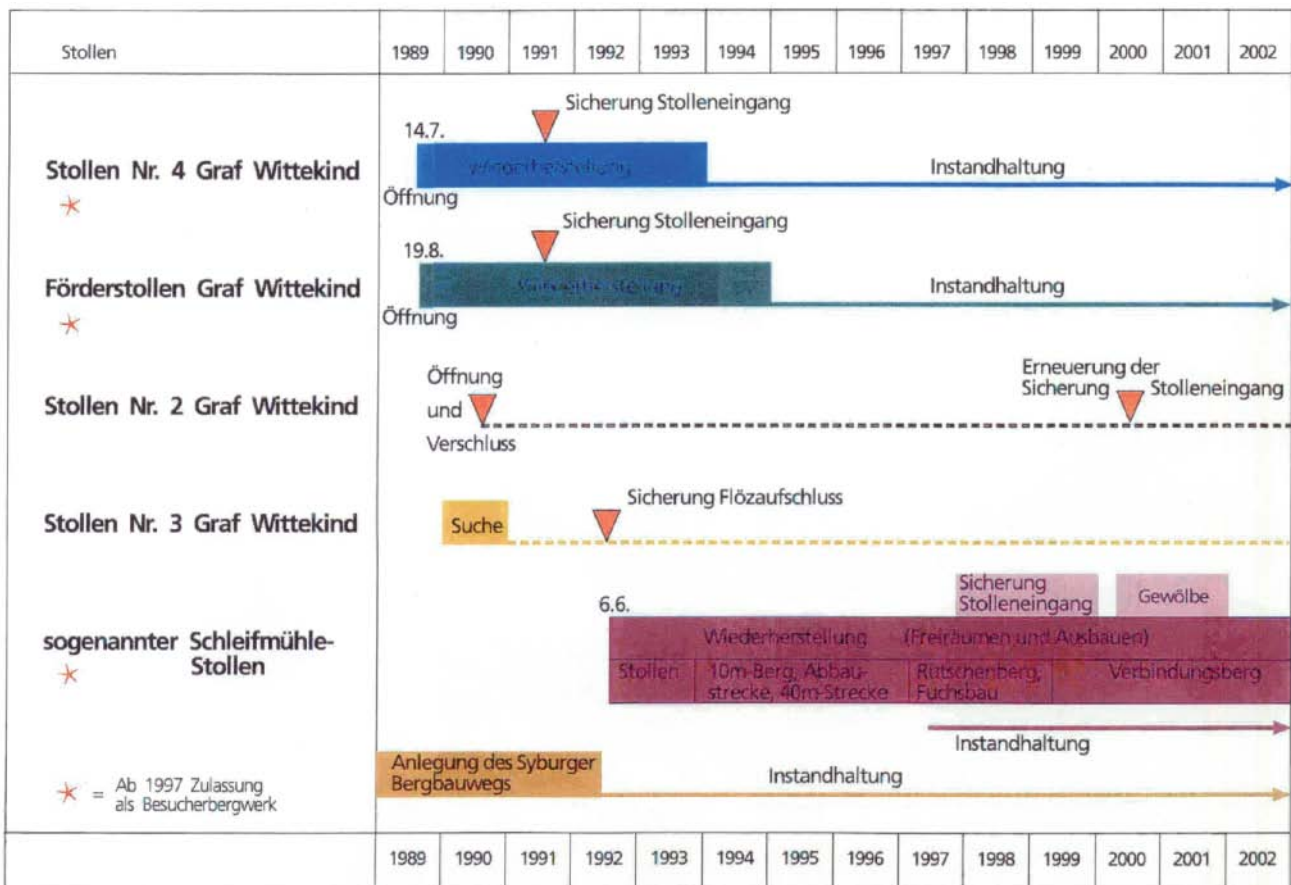 Stollen 1989 1990 1991 1992 1993 1994 1995 1996 1997 1998 1999 2000 2001 2002
Sicherung Stolleneingang
14.7.
Stollen Nr. 4 Graf Wittekind Wiederherstellung Instandhaltung
Öffnung
Sicherung Stolleneingang
19.8.
Förderstollen Graf Wittekind Wiederherstellung Instandhaltung
Öffnung
Öffnung
und
Verschluss
Erneuerung der
Sicherung Stolleneingang
Stollen Nr. 2 Graf Wittekind
Sicherung Flözaufschluss
Stollen Nr. 3 Graf Wittekind Suche
Sicherung
Stolleneingang
Gewölbe
6.6.
sogenannter Schleifmühle-
Stollen
Wiederherstellung (Freiräumen und Ausbauen)
Stollen
10m-Berg, Abbau-
strecke, 40m-Strecke
Rutschenberg,
Fuchsbau
Verbindungsberg
Instandhaltung
Anlegung des Syburger
Bergbauwegs
Instandhaltung
= Ab 1997 Zulassung
als Besucherbergwerk
1989 1990 1991 1992 1993 1994 1995 1996 1997 1998 1999 2000 2001 2002